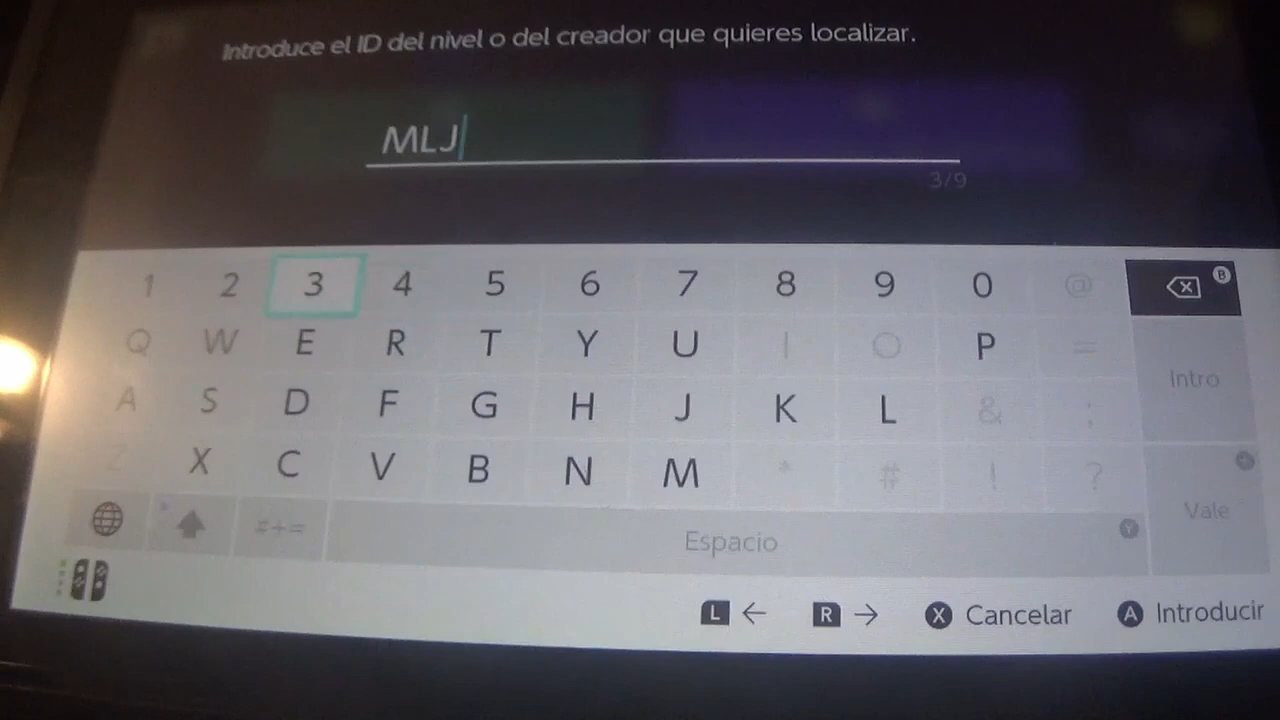 Introduce el ID del nivel o del creador que quieres localizar.
MLJ
3/9
1 2 3 4 5 6 7 8 9 0 @ B
Q W E R T Y U I O P =
Intro
A S D F G H J K L & ;
Z X C V B N M * # ! ?
Vale
#+= Espacio Y
L ← R → X Cancelar A Introducir